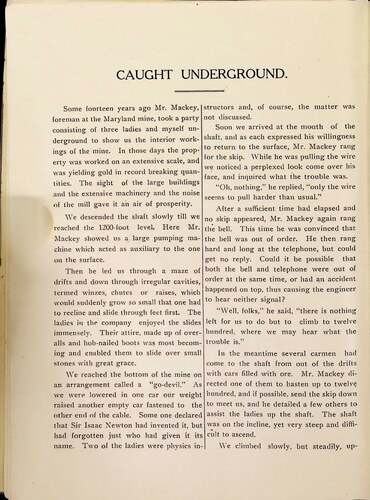 CAUGHT UNDERGROUND.
Some fonrteen years ago Mr. Mackey,
foreman at the Maryland mine, took a party
consisting of three ladies and myself un-
derground to show us the interior work-
ings of the mine. In those days the prop-
erty was worked on an extensive scale, and
was yielding gold in record breaking quan-
tities. The sight of the large buildings
and the extensive machinery and the noise
of the mill gave it an air of prosperity.
We desended the shaft slowly till we
reached the 1200-foot level. Here Mr.
Mackey showed us a large pumping ma-
chine which acted as auxiliary to the one
on the surface.
Then he led us through a maze of
drifts and down through irregular cavities,
termed winzes, chutes or raises, which
would suddenly grow so small that one had
to recline and slide through feet first. The
ladies in the company enjoyed the slides
immensely. Their attire, made up of over-
alls and hob-nailed boots was most becom-
ing and enabled them to slide over small
stones with great grace.
We reached the bottom of the mine on
an arrangement called a "go-devil." As
we were lowered in one car our weight
raised another empty car fastened to the
other end of the cable. Some one declared
that Sir Isaac Newton had invented it, but
had forgotten just who had given it its
name. Two of the ladies were physics in-
structors and, of course, the matter was
not discussed.
Soon we arrived at the mouth of the
shaft, and as each expressed his willingness
to return to the surface, Mr. Mackey rang
for the skip. While he was pulling the wire
we noticed a perplexed look come over his
face, and inquired what the trouble was.
"Oh, nothing," he replied, "only the wire
seems to pull harder than usual."
After a sufficient time had elapsed and
no skip appeared, Mr. Mackey again rang
the bell. This time he was convinced that
the bell was out of order. He then rang
hard and long at the telephone, but could
get no reply. Could it be possible that
both the bell and telephone were out of
order at the same time, or had an accident
happened on top, thus causing the engineer
to hear neither signal?
"Well, folks," he said, "there is nothing
left for us to do but to climb to twelve
hundred, where we may hear what the
trouble is."
In the meantime several carmen had
come to the shaft from out of the drifts
with cars filled with ore. Mr. Mackey di-
rected one of them to hasten up to twelve
hundred, and if possible, send the skip down
to meet us, and he detailed a few others to
assist the ladies up the shaft. The shaft
was on the incline, yet very steep and diffi-
cult to ascend.
We climbed slowly, but steadily, up-